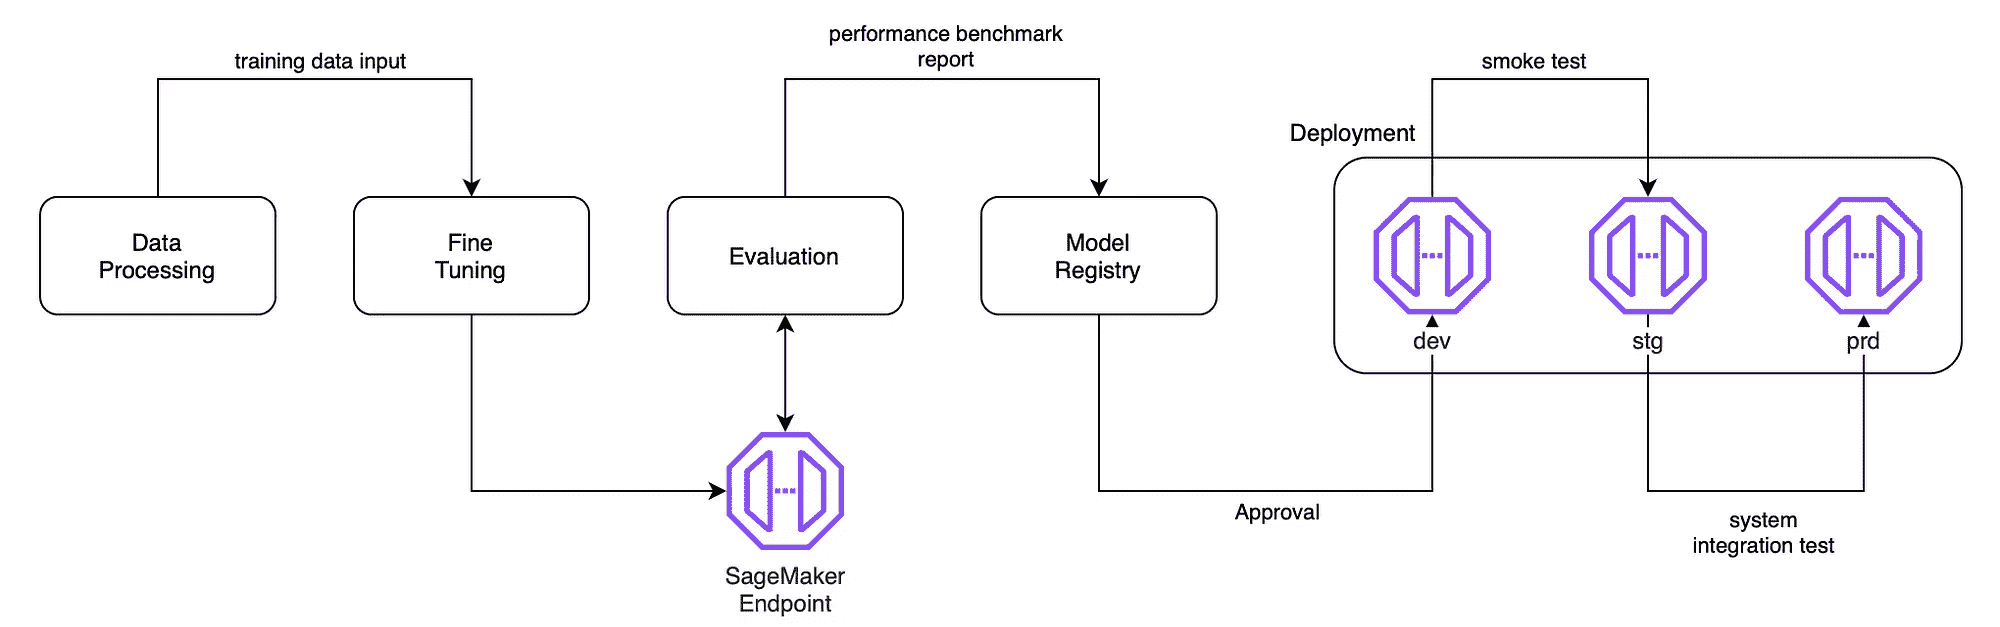 training data input
performance benchmark
report
smoke test
Deployment
Data
Processing
Fine
Tuning
Evaluation
Model
Registry
dev
stg
prd
SageMaker
Endpoint
Approval
system
integration test